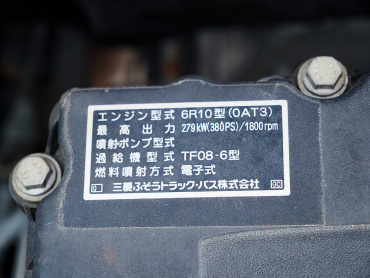 エンジン型式 6R10型(0AT3)
最高出力 279kW(380PS)/1800rpm
噴射ポンプ型式
過給機型式 TF08-6型
燃料噴射方式 電子式
三菱ふそうトラック・バス株式会社